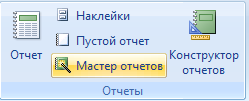 Отчет
Наклейки
Пустой отчет
Мастер отчетов
Конструктор
отчетов
Отчеты